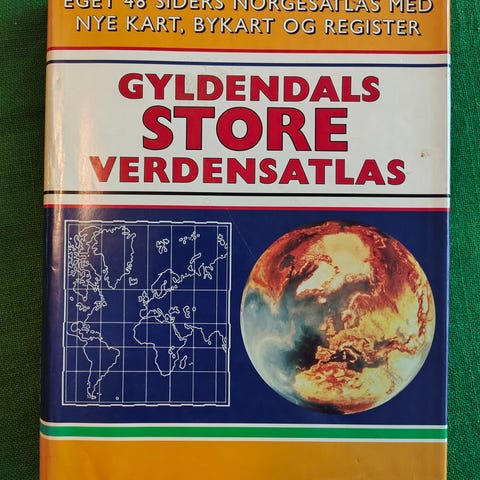 EGET 48 SIDERS NORGESATLAS MED
NYE KART, BYKART OG REGISTER
GYLDENDALS
STORE
VERDENSATLAS